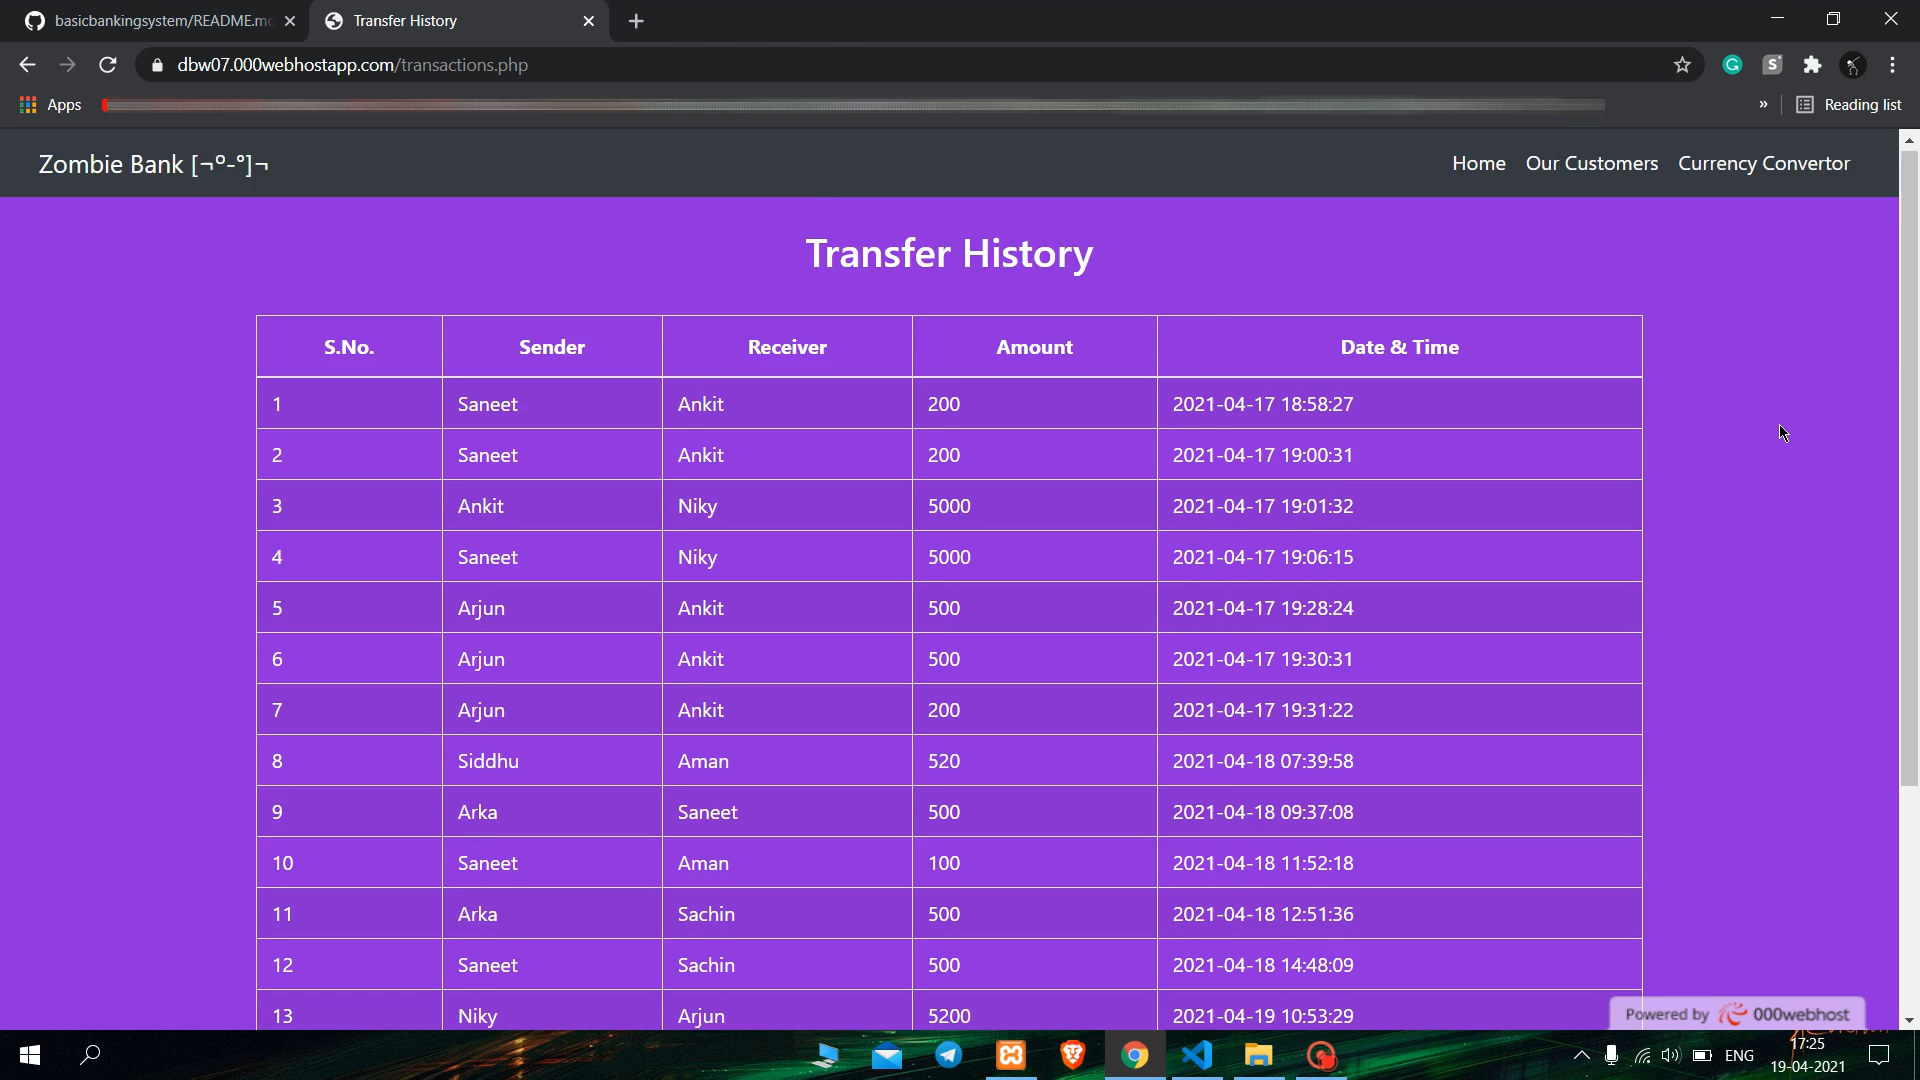 basicbankingsystem/README.md
Transfer History
dbw07.000webhostapp.com/transactions.php
Apps
» Reading list
Zombie Bank [¬º-°]¬ Home Our Customers Currency Convertor
Transfer History
S.No. Sender Receiver Amount Date & Time
1 Saneet Ankit 200 2021-04-17 18:58:27
2 Saneet Ankit 200 2021-04-17 19:00:31
3 Ankit Niky 5000 2021-04-17 19:01:32
4 Saneet Niky 5000 2021-04-17 19:06:15
5 Arjun Ankit 500 2021-04-17 19:28:24
6 Arjun Ankit 500 2021-04-17 19:30:31
7 Arjun Ankit 200 2021-04-17 19:31:22
8 Siddhu Aman 520 2021-04-18 07:39:58
9 Arka Saneet 500 2021-04-18 09:37:08
10 Saneet Aman 100 2021-04-18 11:52:18
11 Arka Sachin 500 2021-04-18 12:51:36
12 Saneet Sachin 500 2021-04-18 14:48:09
13 Niky Arjun 5200 2021-04-19 10:53:29
Powered by 000webhost
ENG
17:25
19-04-2021